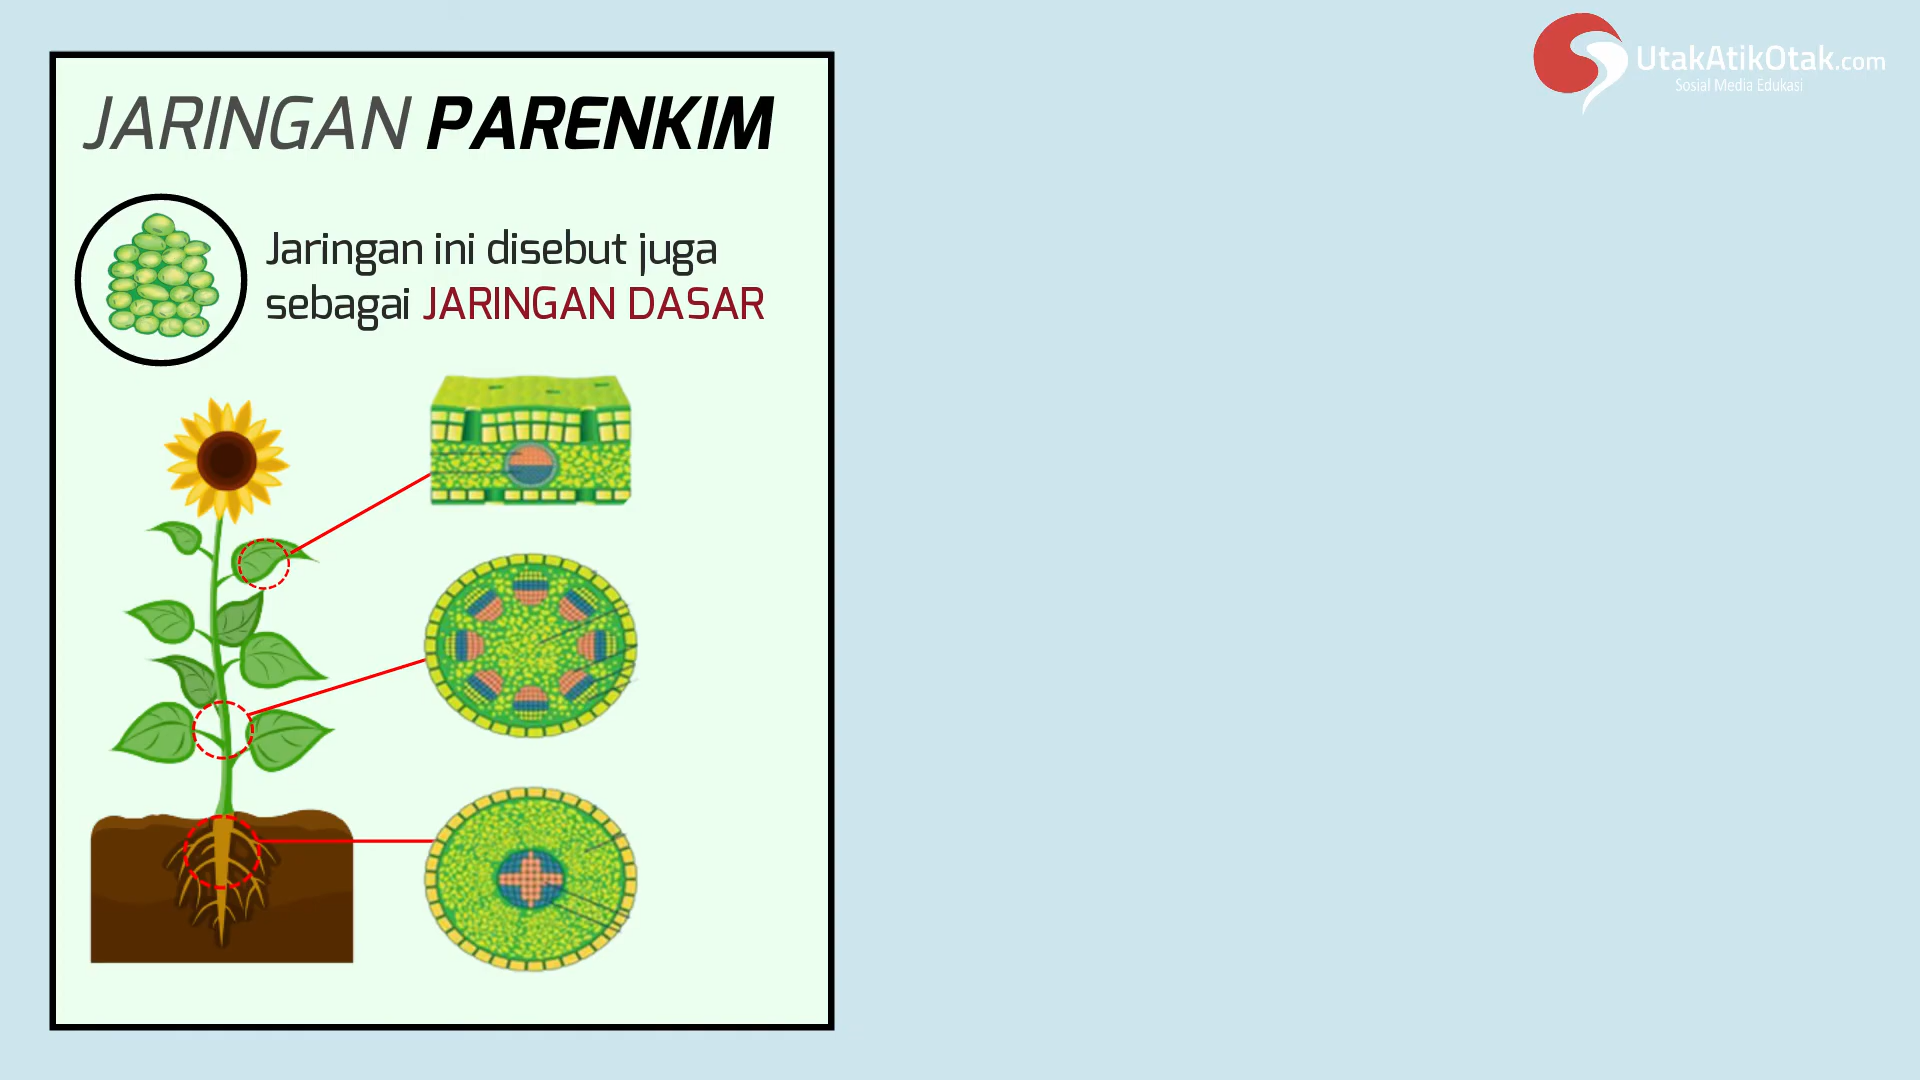 JARINGAN PARENKIM
Jaringan ini disebut juga
sebagai JARINGAN DASAR
UtakAtikOtak.com
Sosial Media Edukasi